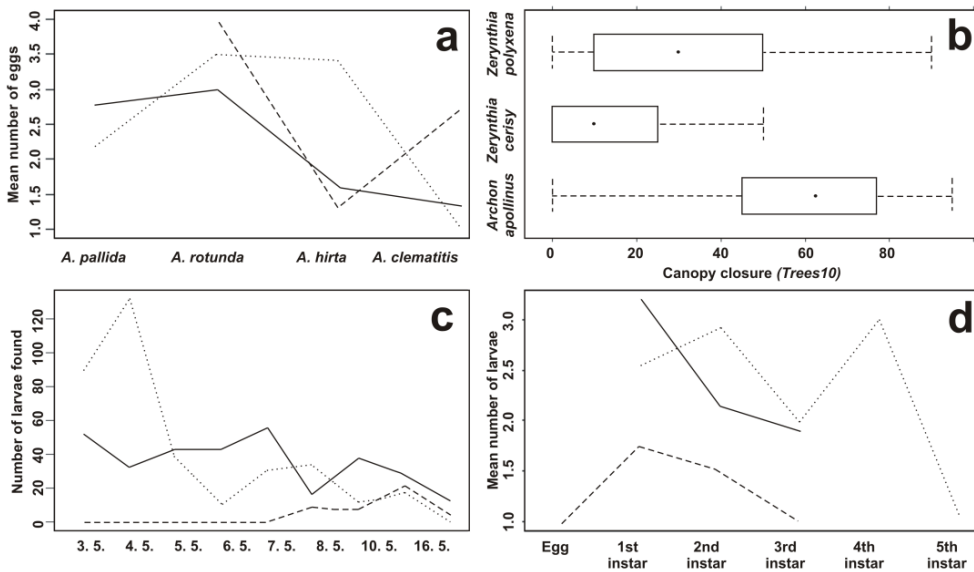 a
Mean number of eggs
4.0
3.5
3.0
2.5
2.0
1.5
1.0
A. pallida
A. rotunda
A. hirta
A. clematitis
b
Zerynthia
polyxena
Zerynthia
cerisy
Archon
apollinus
0
20
40
60
80
Canopy closure (Trees10)
c
Number of larvae found
120
100
80
60
40
20
0
3. 5.
4. 5.
5. 5.
6. 5.
7. 5.
8. 5.
10. 5.
16. 5.
d
Mean number of larvae
3.0
2.5
2.0
1.5
1.0
Egg
1st
instar
2nd
instar
3rd
instar
4th
instar
5th
instar